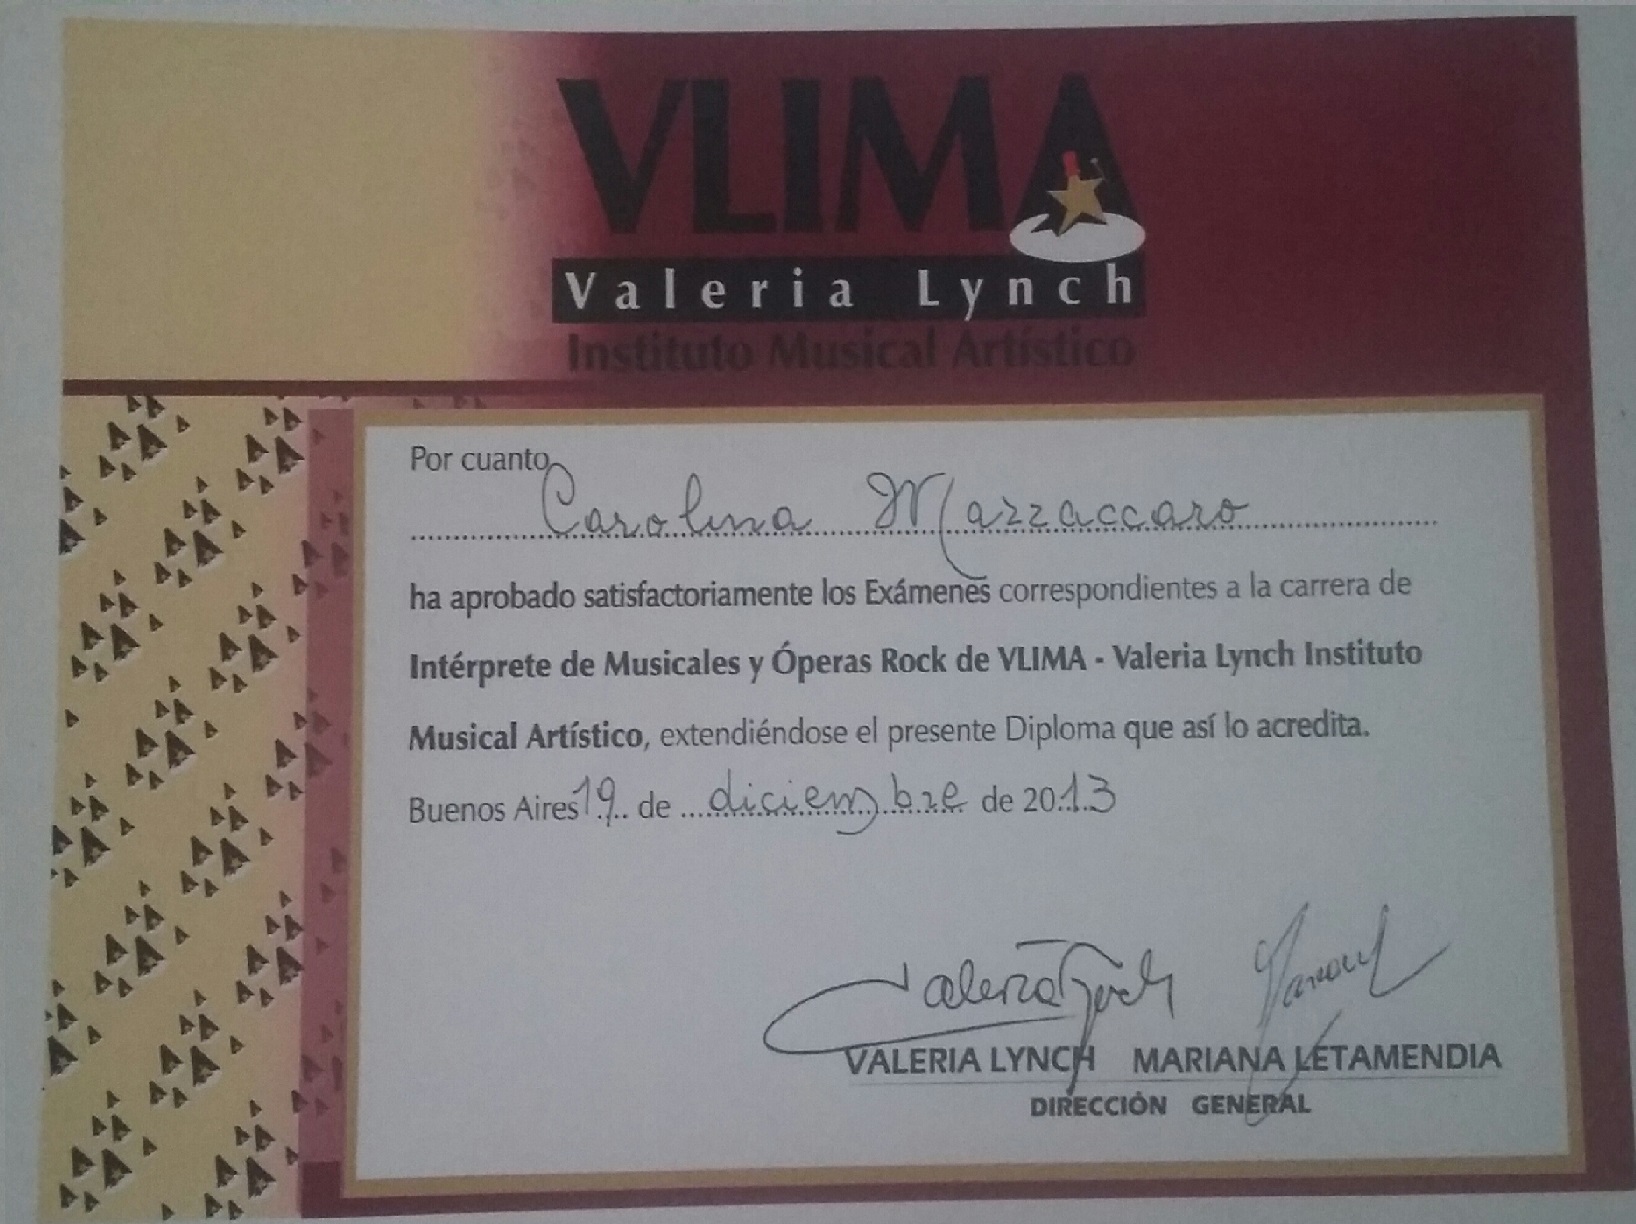 VLIMA
Valeria Lynch
Instituto Musical Artístico
Por cuanto
Carolina Mazzaccaro
ha aprobado satisfactoriamente los Exámenes correspondientes a la carrera de
Intérprete de Musicales y Óperas Rock de VLIMA - Valeria Lynch Instituto
Musical Artístico, extendiéndose el presente Diploma que así lo acredita.
Buenos Aires 19 de diciembre de 2013
Valeria Lynch
VALERIA LYNCH MARIANA LETAMENDIA
DIRECCIÓN GENERAL